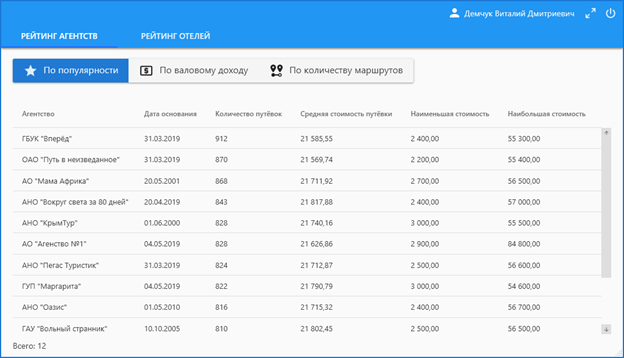 Демчук Виталий Дмитриевич
РЕЙТИНГ АГЕНТСТВ РЕЙТИНГ ОТЕЛЕЙ
По популярности По валовому доходу По количеству маршрутов
Агентство Дата основания Количество путёвок Средняя стоимость путёвки Наименьшая стоимость Наибольшая стоимость
ГБУК "Вперёд" 31.03.2019 912 21 585,55 2 400,00 55 300,00
ОАО "Путь в неизведанное" 31.03.2019 870 21 569,74 2 200,00 55 400,00
АО "Мама Африка" 20.05.2001 868 21 711,92 2 700,00 56 500,00
АНО "Вокруг света за 80 дней" 20.04.2019 843 21 817,88 2 400,00 57 000,00
АНО "КрымТур" 01.06.2000 828 21 740,16 3 000,00 55 500,00
АО "Агенство №1" 04.05.2019 828 21 626,86 2 900,00 84 800,00
АНО "Пегас Туристик" 31.03.2019 824 21 712,87 2 500,00 56 600,00
ГУП "Маргарита" 04.05.2019 822 21 790,79 3 000,00 54 600,00
АНО "Оазис" 01.05.2010 816 21 715,32 2 400,00 56 700,00
ГАУ "Вольный странник" 10.10.2005 810 21 802,45 2 500,00 56 500,00
Всего: 12